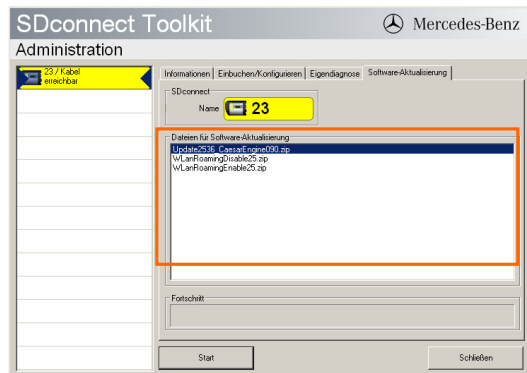 SDconnect Toolkit
Mercedes-Benz
Administration
23 / Kabel
erreichbar
Informationen
Einbuchen/Konfigurieren
Eigendiagnose
Software-Aktualisierung
SDconnect
Name
23
Dateien für Software-Aktualisierung
Update2536_CaesarEngine090.zip
WLanRoamingDisable25.zip
WLanRoamingEnable25.zip
Fortschritt
Start
Schließen